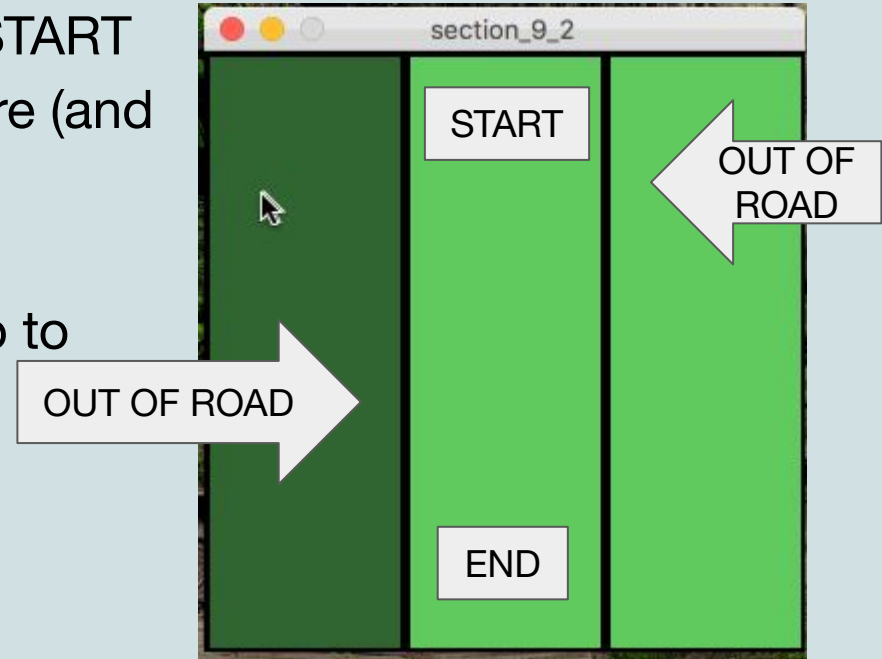 START
section_9_2
re (and
START
OUT OF
ROAD
o to
OUT OF ROAD
END